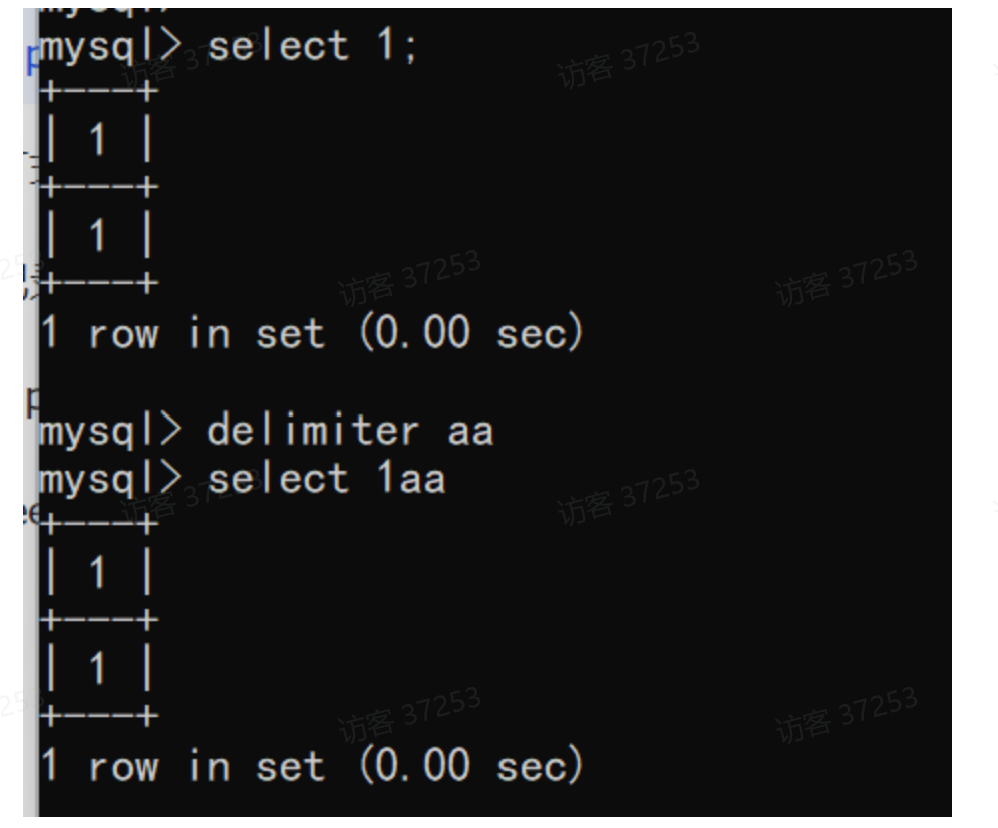 mysql> select 1;
+---+
| 1 |
+---+
| 1 |
+---+
1 row in set (0.00 sec)
mysql> delimiter aa
mysql> select 1aa
+---+
| 1 |
+---+
| 1 |
+---+
1 row in set (0.00 sec)
访客 37253
访客 37253
访客 37253
访客 37253
访客 37253
访客 37253
访客 37253
访客 37253